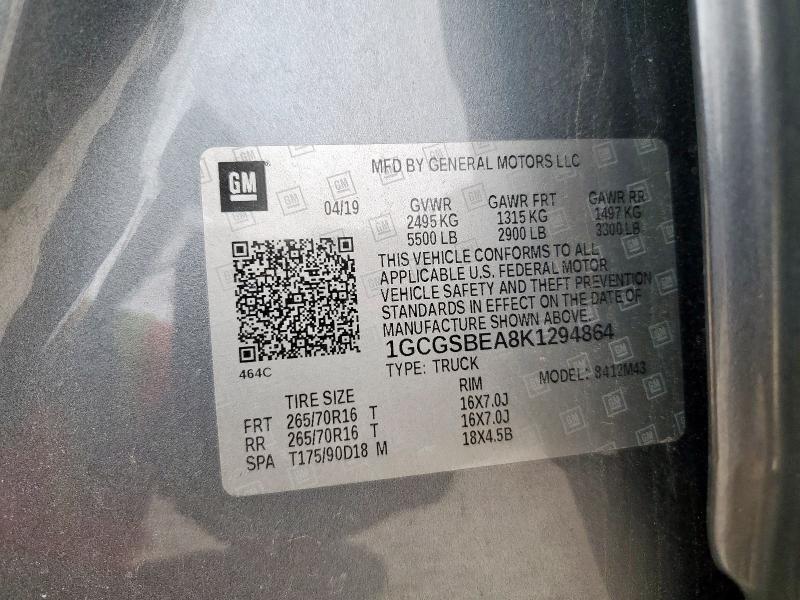 GM
MFD BY GENERAL MOTORS LLC
04/19
GVWR GAWR FRT GAWR RR
2495 KG 1315 KG 1497 KG
5500 LB 2900 LB 3300 LB
THIS VEHICLE CONFORMS TO ALL
APPLICABLE U.S. FEDERAL MOTOR
VEHICLE SAFETY AND THEFT PREVENTION
STANDARDS IN EFFECT ON THE DATE OF
MANUFACTURE SHOWN ABOVE.
1GCGSBEA8K1294864
464C
TYPE: TRUCK MODEL: 8412M43
TIRE SIZE RIM
FRT 265/70R16 T 16X7.0J
RR 265/70R16 T 16X7.0J
SPA T175/90D18 M 18X4.5B